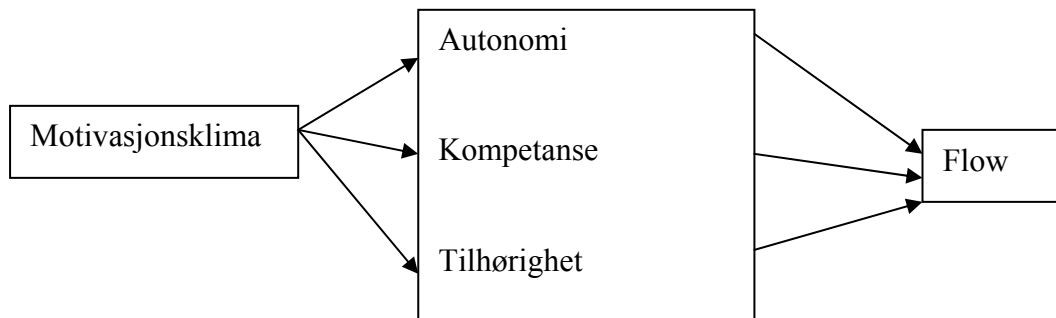 Motivasjonsklima
Autonomi
Kompetanse
Tilhørighet
Flow